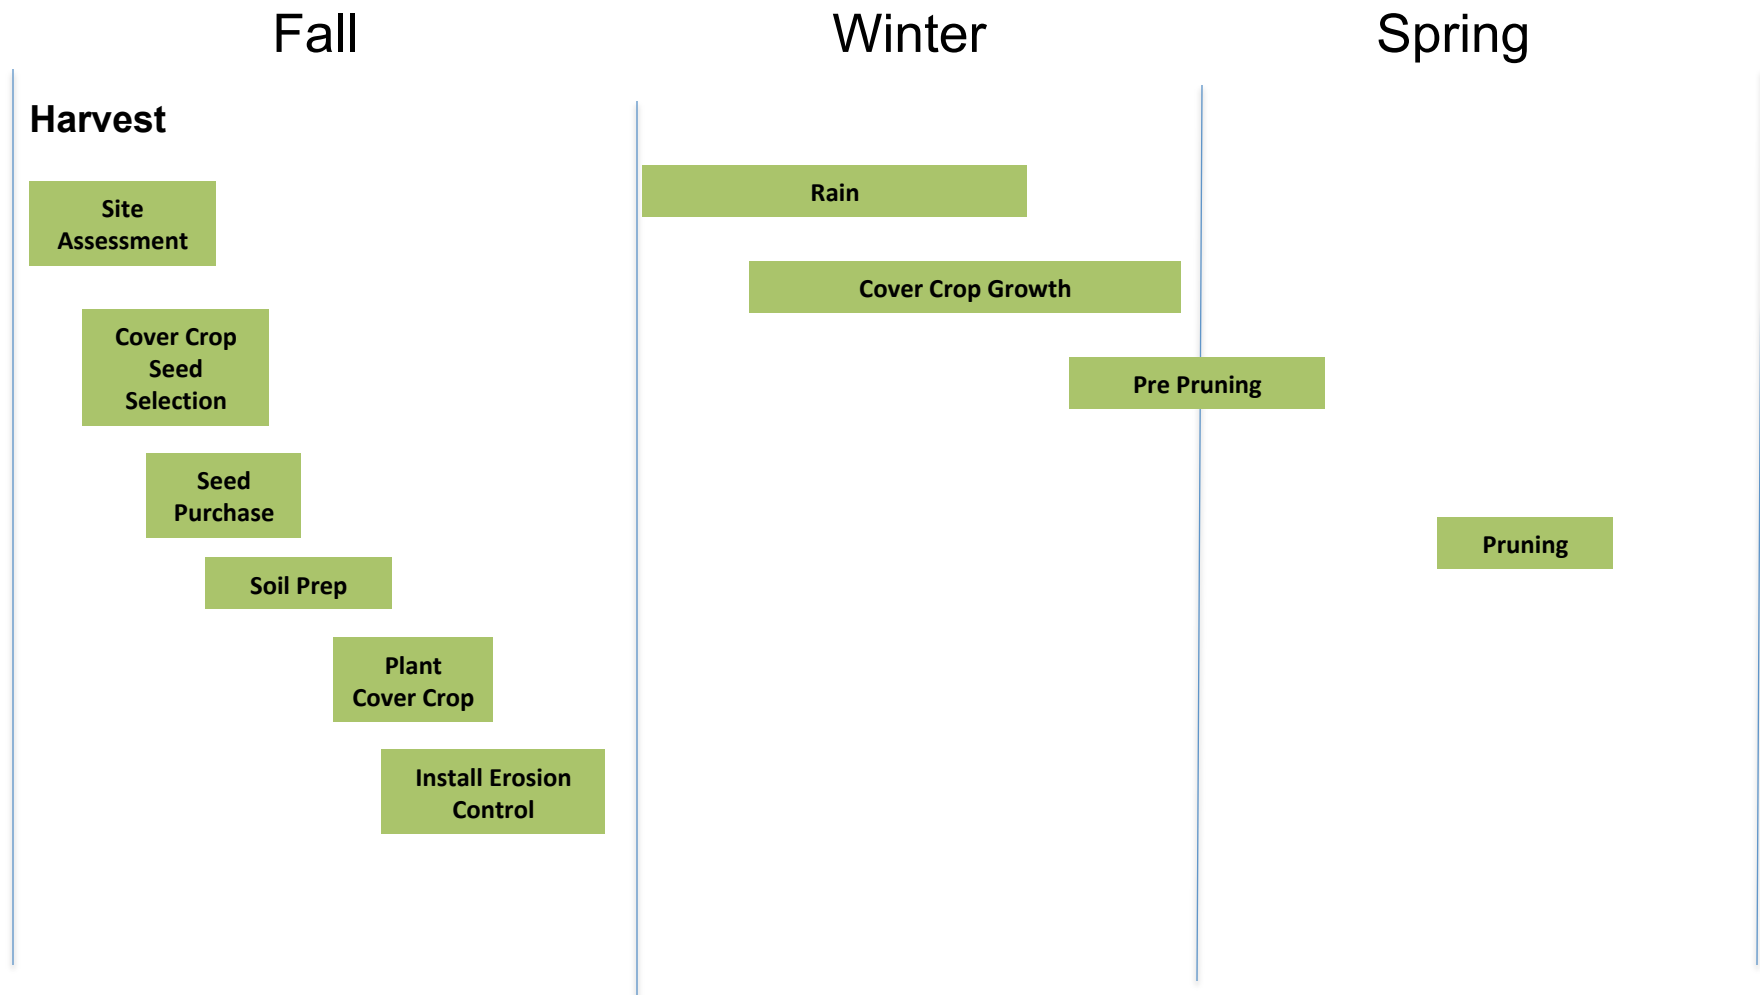 Fall
Winter
Spring
Harvest
Site
Assessment
Cover Crop
Seed
Selection
Seed
Purchase
Soil Prep
Plant
Cover Crop
Install Erosion
Control
Rain
Cover Crop Growth
Pre Pruning
Pruning